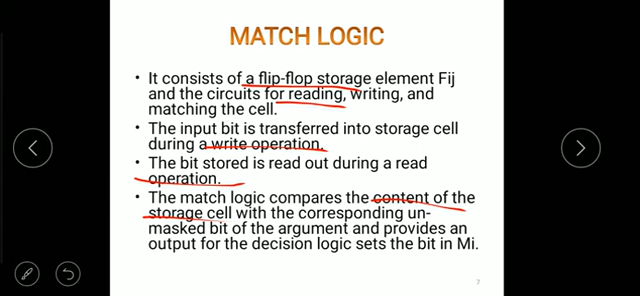 MATCH LOGIC
• It consists of a flip-flop storage element Fij
and the circuits for reading, writing, and
matching the cell.
• The input bit is transferred into storage cell
during a write operation.
• The bit stored is read out during a read
operation.
• The match logic compares the content of the
storage cell with the corresponding un-
masked bit of the argument and provides an
output for the decision logic sets the bit in Mi.
7